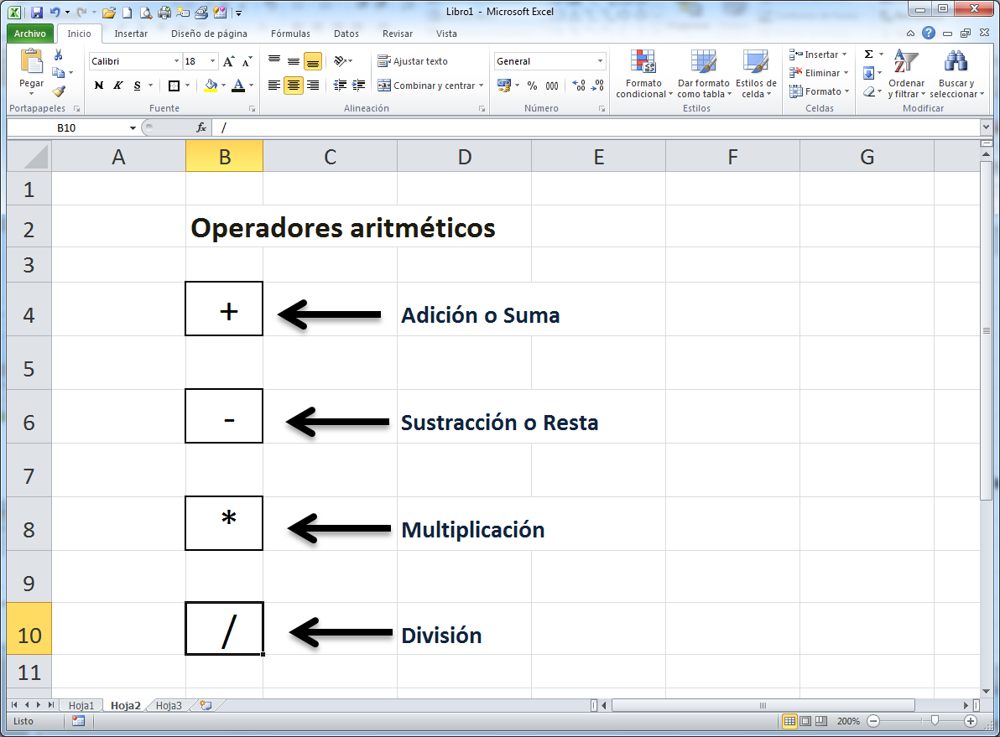 Libro1 - Microsoft Excel
Archivo Inicio Insertar Diseño de página Fórmulas Datos Revisar Vista
Pegar
Portapapeles
Calibri 18
N K S
Fuente
Ajustar texto
Combinar y centrar
Alineación
General
% 000
Número
Formato condicional
Dar formato como tabla
Estilos de celda
Estilos
Insertar
Eliminar
Formato
Celdas
Σ
Ordenar y filtrar
Buscar y seleccionar
Modificar
B10 fx /
A B C D E F G
1
2 Operadores aritméticos
3
4 + Adición o Suma
5
6 - Sustracción o Resta
7
8 * Multiplicación
9
10 / División
11
Hoja1 Hoja2 Hoja3
Listo 200%